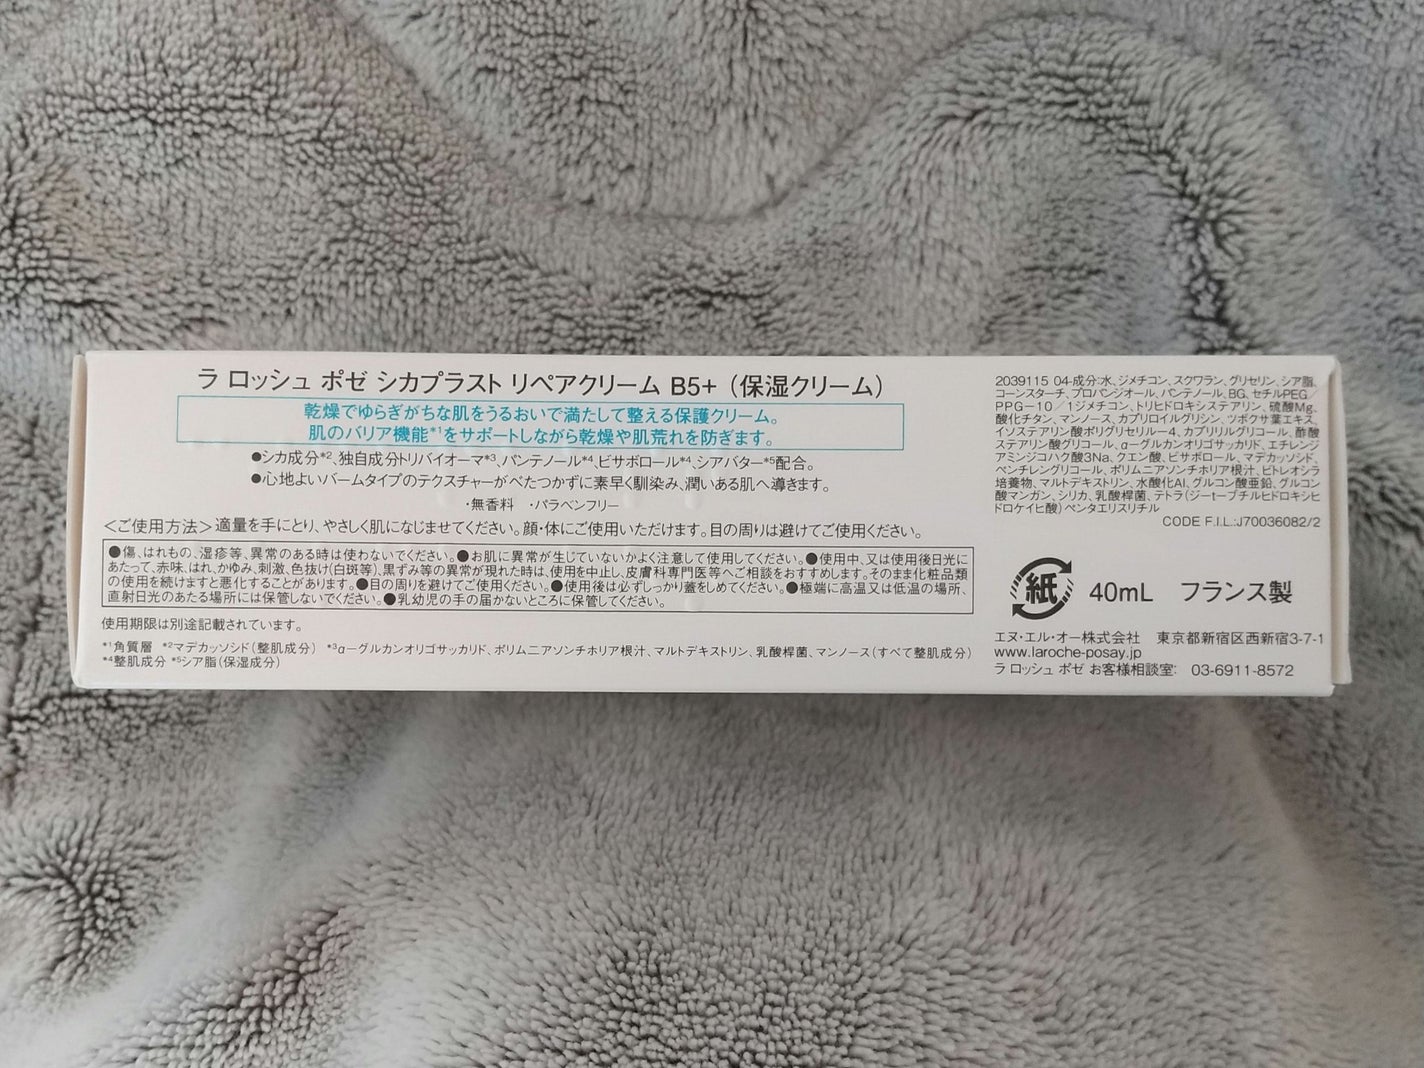 ラ ロッシュ ポゼ シカプラスト リペアクリーム B5+（保湿クリーム）
乾燥でゆらぎがちな肌をうるおいで満たして整える保護クリーム。
肌のバリア機能*1をサポートしながら乾燥や肌荒れを防ぎます。
●シカ成分*2、独自成分トリバイオーマ*3、パンテノール*4、ビサボロール*4、シアバター*5配合。
●心地よいバームタイプのテクスチャーがべたつかずに素早く馴染み、潤いある肌へ導きます。
・無香料　・パラベンフリー
＜ご使用方法＞適量を手にとり、やさしく肌になじませてください。顔・体にご使用いただけます。目の周りは避けてご使用ください。
●傷、はれもの、湿疹等、異常のある時は使わないでください。●お肌に異常が生じていないかよく注意して使用してください。●使用中、又は使用後日光に
あたって、赤味、はれ、かゆみ、刺激、色抜け(白斑等)、黒ずみ等の異常が現れた時は、使用を中止し、皮膚科専門医等へご相談をおすすめします。そのまま化粧品類
の使用を続けますと悪化することがあります。●目の周りを避けてご使用ください。●使用後は必ずしっかり蓋をしめてください。●極端に高温又は低温の場所、
直射日光のあたる場所には保管しないでください。●乳幼児の手の届かないところに保管してください。
使用期限は別途記載されています。
*1角質層　*2マデカッソシド（整肌成分）　*3α－グルカンオリゴサッカリド、ポリムニアソンチホリア根汁、マルトデキストリン、乳酸桿菌、マンノース（すべて整肌成分）
*4整肌成分　*5シア脂（保湿成分）
2039115 04-成分:水、ジメチコン、スクワラン、グリセリン、シア脂、
コーンスターチ、プロパンジオール、パンテノール、BG、セチルPEG／
PPG－10／1ジメチコン、トリヒドロキシステアリン、硫酸Mg、
酸化チタン、マンノース、カプリロイルグリシン、ツボクサ葉エキス、
イソステアリン酸ポリグリセリル－4、カプリリルグリコール、酢酸
ステアリン酸グリコール、α－グルカンオリゴサッカリド、エチレンジ
アミンジコハク酸3Na、クエン酸、ビサボロール、マデカッソシド、
ペンチレングリコール、ポリムニアソンチホリア根汁、ビトレオシラ
培養物、マルトデキストリン、水酸化Al、グルコン酸亜鉛、グルコン
酸マンガン、シリカ、乳酸桿菌、テトラ（ジ－t－ブチルヒドロキシヒ
ドロケイヒ酸）ペンタエリスリチル
CODE F.I.L.:J70036082/2
紙　40mL　フランス製
エヌ・エル・オー株式会社　東京都新宿区西新宿3-7-1
www.laroche-posay.jp/
ラ ロッシュ ポゼ お客様相談室:　03-6911-8572